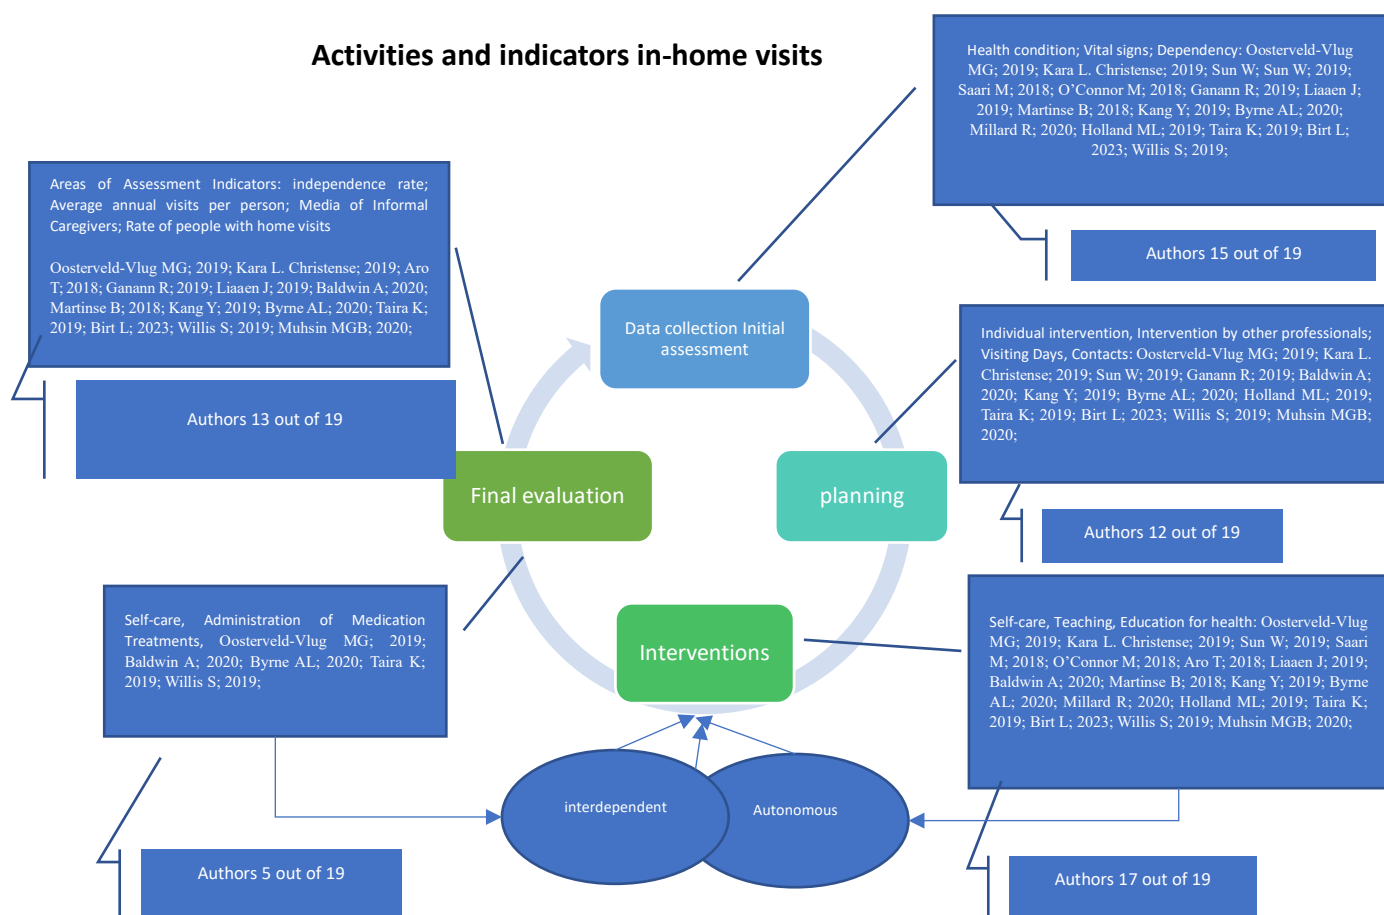 Activities and indicators in-home visits
Health condition; Vital signs; Dependency: Oosterveld-Vlug
MG; 2019; Kara L. Christense; 2019; Sun W; Sun W; 2019;
Saari M; 2018; O'Connor M; 2018; Ganann R; 2019; Liaaen J;
2019; Martinse B; 2018; Kang Y; 2019; Byrne AL; 2020;
Millard R; 2020; Holland ML; 2019; Taira K; 2019; Birt L;
2023; Willis S; 2019;
Authors 15 out of 19
Areas of Assessment Indicators: independence rate;
Average annual visits per person; Media of Informal
Caregivers; Rate of people with home visits
Oosterveld-Vlug MG; 2019; Kara L. Christense; 2019; Aro
T; 2018; Ganann R; 2019; Liaaen J; 2019; Baldwin A; 2020;
Martinse B; 2018; Kang Y; 2019; Byrne AL; 2020; Taira K;
2019; Birt L; 2023; Willis S; 2019; Muhsin MGB; 2020;
Authors 13 out of 19
Data collection Initial
assessment
Individual intervention, Intervention by other professionals;
Visiting Days, Contacts: Oosterveld-Vlug MG; 2019; Kara L.
Christense; 2019; Sun W; 2019; Ganann R; 2019; Baldwin A;
2020; Kang Y; 2019; Byrne AL; 2020; Holland ML; 2019;
Taira K; 2019; Birt L; 2023; Willis S; 2019; Muhsin MGB;
2020;
Authors 12 out of 19
Final evaluation
planning
Interventions
Self-care, Administration of Medication
Treatments, Oosterveld-Vlug MG; 2019;
Baldwin A; 2020; Byrne AL; 2020; Taira K;
2019; Willis S; 2019;
Authors 5 out of 19
Self-care, Teaching, Education for health: Oosterveld-Vlug
MG; 2019; Kara L. Christense; 2019; Sun W; 2019; Saari
M; 2018; O'Connor M; 2018; Aro T; 2018; Liaaen J; 2019;
Baldwin A; 2020; Martinse B; 2018; Kang Y; 2019; Byrne
AL; 2020; Millard R; 2020; Holland ML; 2019; Taira K;
2019; Birt L; 2023; Willis S; 2019; Muhsin MGB; 2020;
Authors 17 out of 19
interdependent
Autonomous